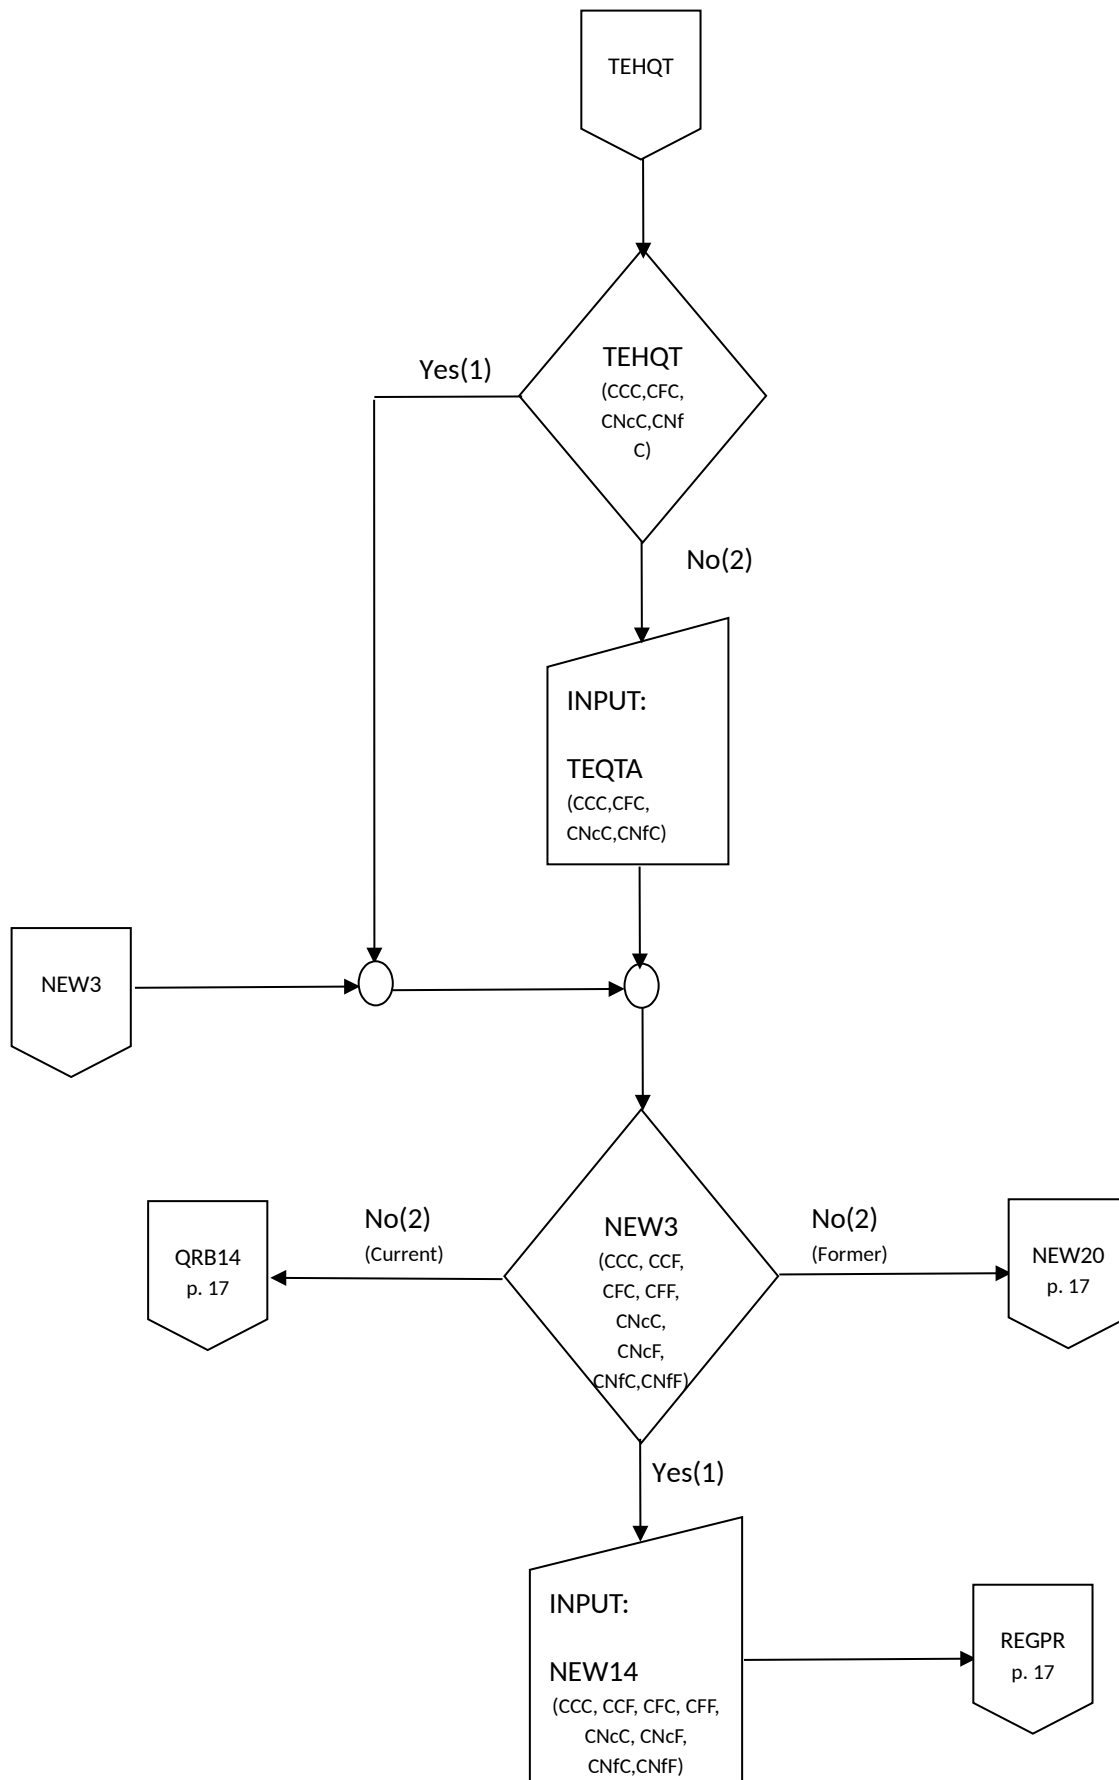 TEHQT
TEHQT
(CCC,CFC,
CNcC,CNf
C)
Yes(1)
No(2)
INPUT:
TEQTA
(CCC,CFC,
CNcC,CNfC)
NEW3
NEW3
(CCC, CCF,
CFC, CFF,
CNcC,
CNcF,
CNfC,CNfF)
No(2)
(Current)
QRB14
p. 17
No(2)
(Former)
NEW20
p. 17
Yes(1)
INPUT:
NEW14
(CCC, CCF, CFC, CFF,
CNcC, CNcF,
CNfC,CNfF)
REGPR
p. 17